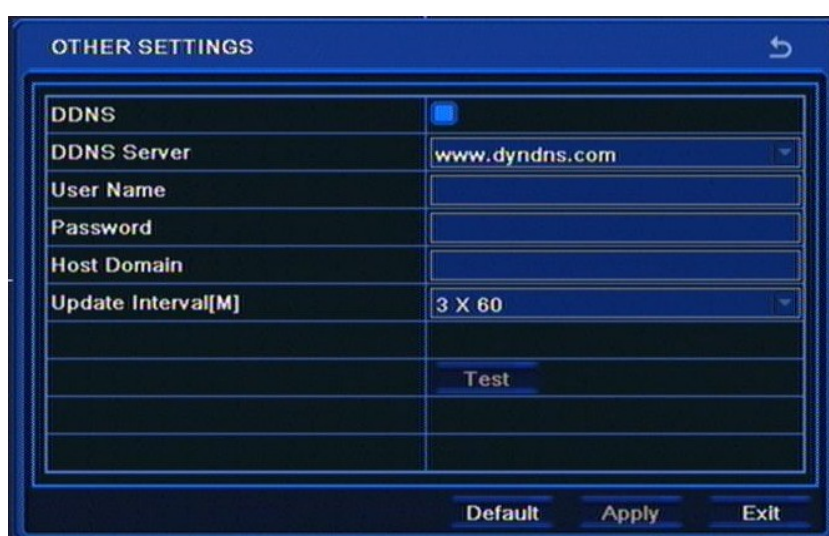 OTHER SETTINGS
DDNS
DDNS Server www.dyndns.com
User Name
Password
Host Domain
Update Interval[M] 3 X 60
Test
Default Apply Exit